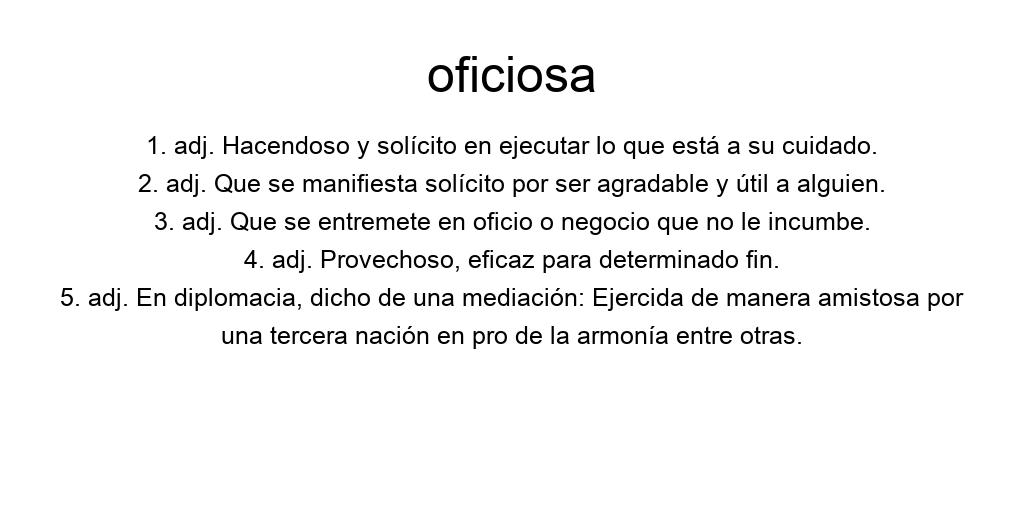 oficiosa
1. adj. Hacendoso y solícito en ejecutar lo que está a su cuidado.
2. adj. Que se manifiesta solícito por ser agradable y útil a alguien.
3. adj. Que se entremete en oficio o negocio que no le incumbe.
4. adj. Provechoso, eficaz para determinado fin.
5. adj. En diplomacia, dicho de una mediación: Ejercida de manera amistosa por
una tercera nación en pro de la armonía entre otras.